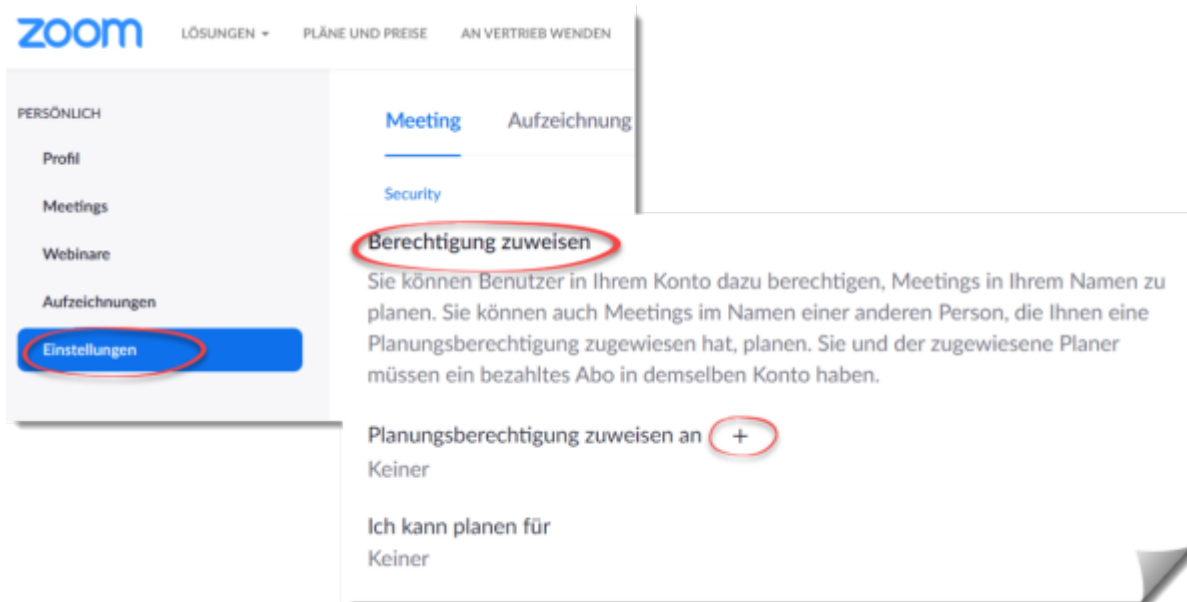 zoom LÖSUNGEN PLÄNE UND PREISE AN VERTRIEB WENDEN
PERSÖNLICH
Profil
Meetings
Webinare
Aufzeichnungen
Einstellungen
Meeting Aufzeichnung
Security
Berechtigung zuweisen
Sie können Benutzer in Ihrem Konto dazu berechtigen, Meetings in Ihrem Namen zu
planen. Sie können auch Meetings im Namen einer anderen Person, die Ihnen eine
Planungsberechtigung zugewiesen hat, planen. Sie und der zugewiesene Planer
müssen ein bezahltes Abo in demselben Konto haben.
Planungsberechtigung zuweisen an +
Keiner
Ich kann planen für
Keiner